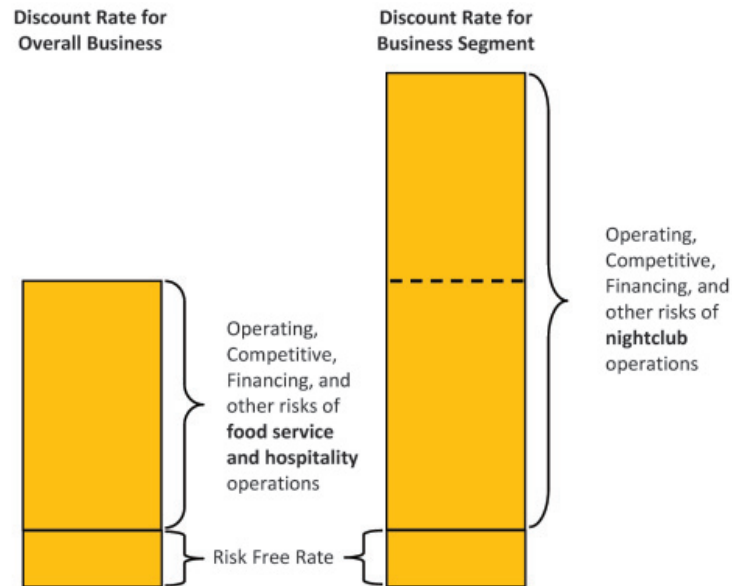 Discount Rate for
Overall Business
Discount Rate for
Business Segment
Operating,
Competitive,
Financing, and
other risks of
food service
and hospitality
operations
Operating,
Competitive,
Financing, and
other risks of
nightclub
operations
Risk Free Rate